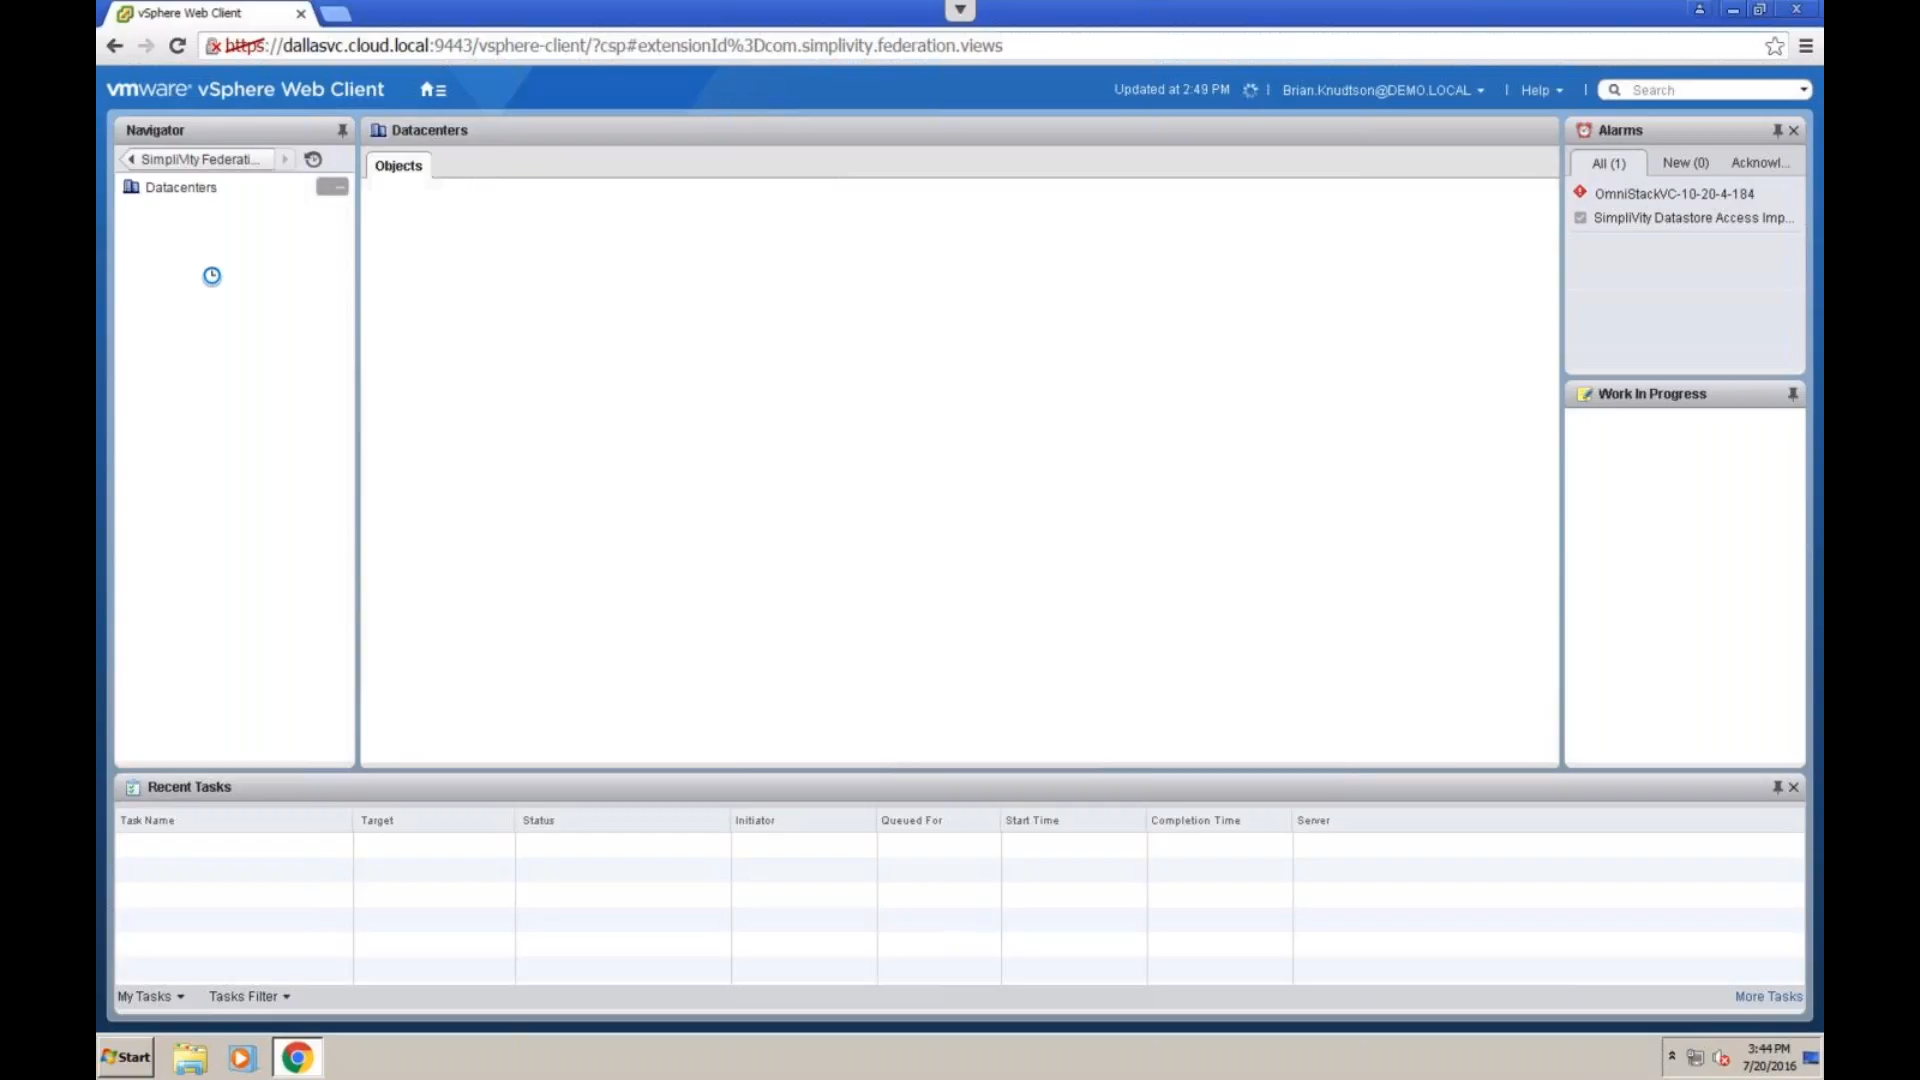 vSphere Web Client
https://dallasvc.cloud.local:9443/vsphere-client/?csp#extensionId%3Dcom.simplivity.federation.views
vmware® vSphere Web Client
Updated at 2:49 PM
Brian.Knudtson@DEMO.LOCAL
Help
Search
Navigator
SimpliVity Federati...
Datacenters
Datacenters
Objects
Alarms
All (1)
New (0)
Acknowl...
OmniStackVC-10-20-4-184
SimpliVity Datastore Access Imp...
Work In Progress
Recent Tasks
Task Name
Target
Status
Initiator
Queued For
Start Time
Completion Time
Server
My Tasks
Tasks Filter
More Tasks
Start
3:44 PM
7/20/2016